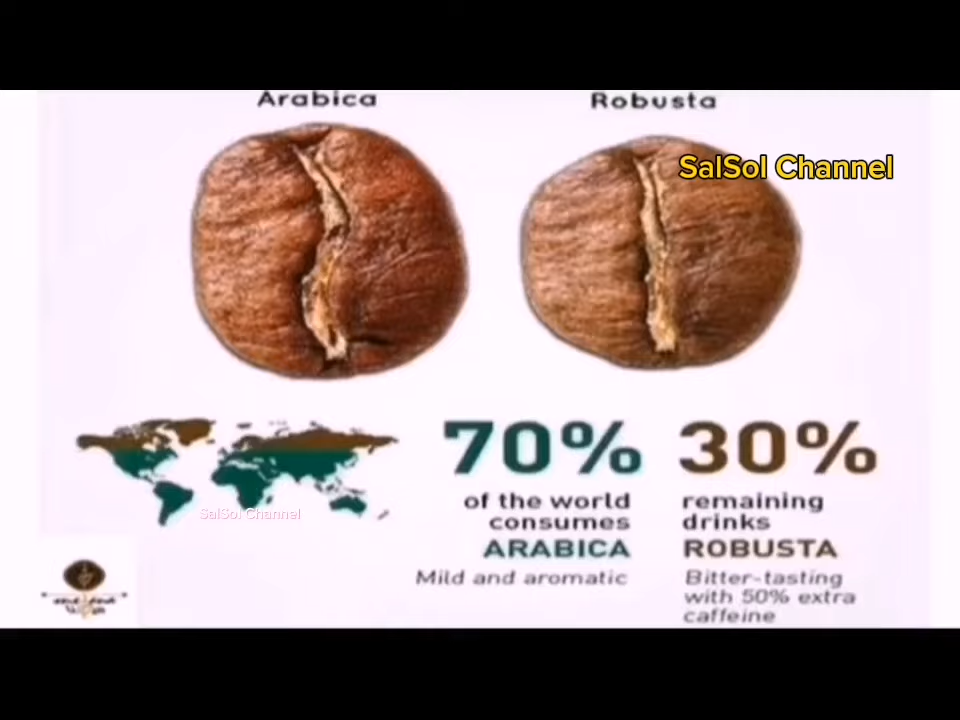 Arabica
Robusta
SalSol Channel
70%
of the world
consumes
ARABICA
Mild and aromatic
30%
remaining
drinks
ROBUSTA
Bitter-tasting
with 50% extra
caffeine
SalSol Channel